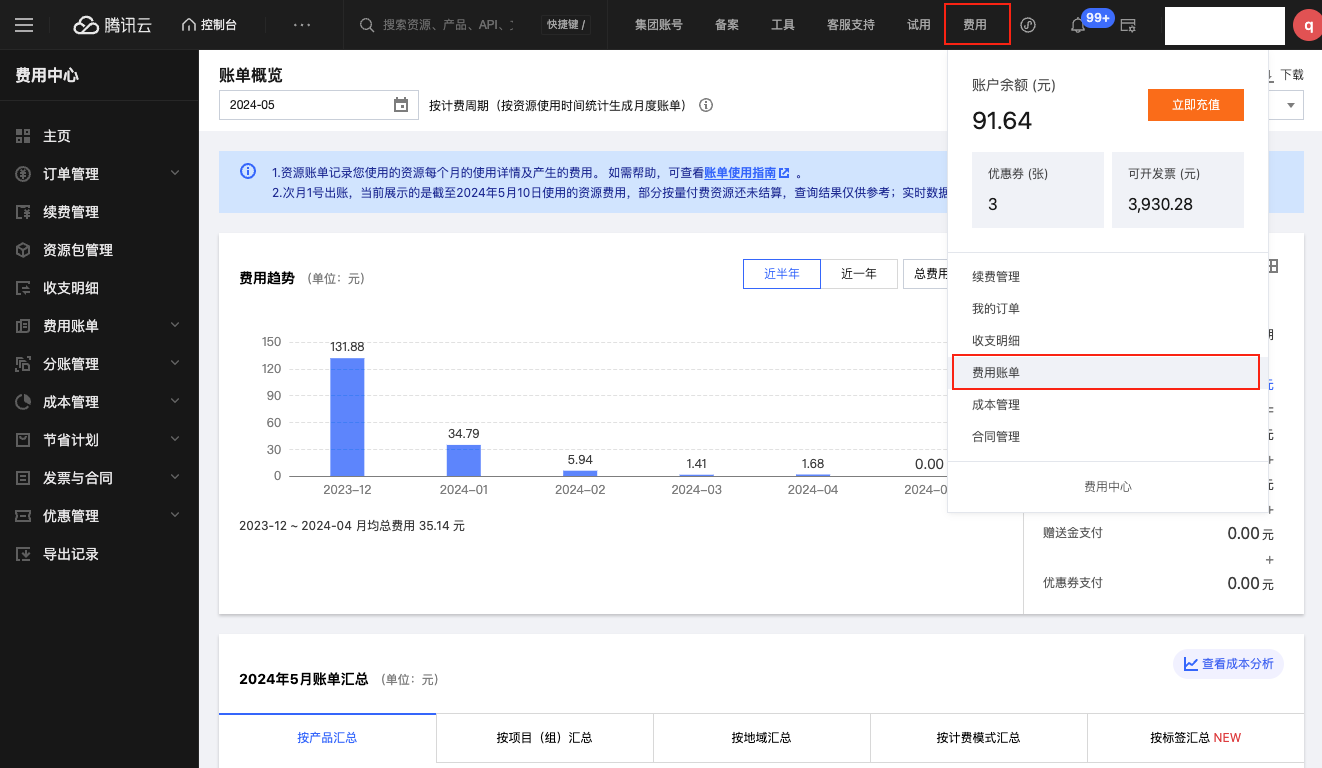 腾讯云
控制台
···
搜索资源、产品、API、
快捷键 /
集团账号
备案
工具
客服支持
试用
费用
99+
q
费用中心
主页
订单管理
续费管理
资源包管理
收支明细
费用账单
分账管理
成本管理
节省计划
发票与合同
优惠管理
导出记录
账单概览
下载
2024-05
按计费周期（按资源使用时间统计生成月度账单）
1.资源账单记录您使用的资源每个月的使用详情及产生的费用。 如需帮助，可查看账单使用指南 。
2.次月1号出账，当前展示的是截至2024年5月10日使用的资源费用，部分按量付费资源还未结算，查询结果仅供参考；实时数据
账户余额 (元)
91.64
立即充值
优惠券 (张)
3
可开发票 (元)
3,930.28
续费管理
我的订单
收支明细
费用账单
成本管理
合同管理
费用中心
费用趋势 （单位：元）
近半年
近一年
总费用
150
120
90
60
30
0
131.88
34.79
5.94
1.41
1.68
0.00
2023-12
2024-01
2024-02
2024-03
2024-04
2024-0
2023-12 ~ 2024-04 月均总费用 35.14 元
期
元
元
+
元
+
赠送金支付
0.00 元
+
优惠券支付
0.00 元
2024年5月账单汇总 （单位：元）
查看成本分析
按产品汇总
按项目（组）汇总
按地域汇总
按计费模式汇总
按标签汇总 NEW